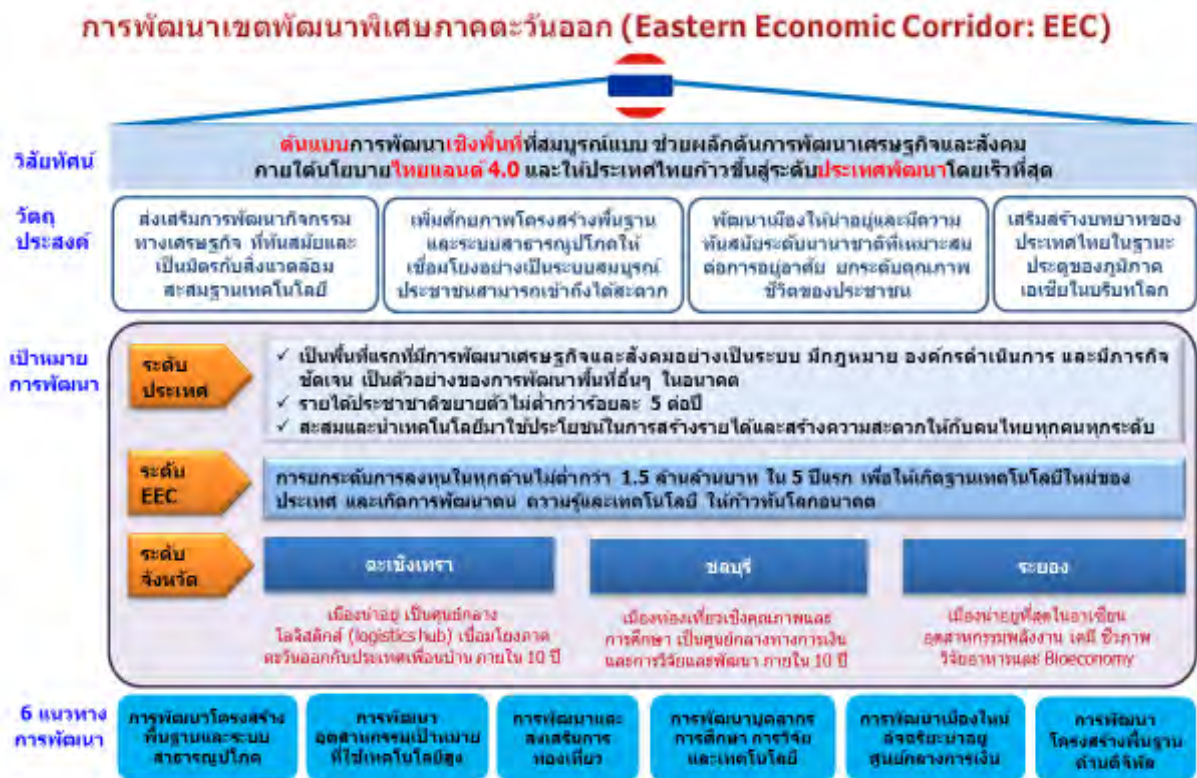 การพัฒนาเขตพัฒนาพิเศษภาคตะวันออก (Eastern Economic Corridor: EEC)
วิสัยทัศน์
ต้นแบบการพัฒนาเชิงพื้นที่ที่สมบูรณ์แบบ ช่วยผลักดันการพัฒนาเศรษฐกิจและสังคม
ภายใต้นโยบายไทยแลนด์ 4.0 และให้ประเทศไทยก้าวขึ้นสู่ระดับประเทศพัฒนาโดยเร็วที่สุด
วัตถุ
ประสงค์
ส่งเสริมการพัฒนากิจกรรม
ทางเศรษฐกิจ ที่ทันสมัยและ
เป็นมิตรกับสิ่งแวดล้อม
สะสมฐานเทคโนโลยี
เพิ่มศักยภาพโครงสร้างพื้นฐาน
และระบบสาธารณูปโภคให้
เชื่อมโยงอย่างเป็นระบบสมบูรณ์
ประชาชนสามารถเข้าถึงได้สะดวก
พัฒนาเมืองให้น่าอยู่และมีความ
ทันสมัยระดับนานาชาติที่เหมาะสม
ต่อการอยู่อาศัย ยกระดับคุณภาพ
ชีวิตของประชาชน
เสริมสร้างบทบาทของ
ประเทศไทยในฐานะ
ประตูของภูมิภาค
เอเชียในบริบทโลก
เป้าหมาย
การพัฒนา
ระดับ
ประเทศ
✓ เป็นพื้นที่แรกที่มีการพัฒนาเศรษฐกิจและสังคมอย่างเป็นระบบ มีกฎหมาย องค์กรดำเนินการ และมีภารกิจ
ชัดเจน เป็นตัวอย่างของการพัฒนาพื้นที่อื่นๆ ในอนาคต
✓ รายได้ประชาชาติขยายตัวไม่ต่ำกว่าร้อยละ 5 ต่อปี
✓ สะสมและนำเทคโนโลยีมาใช้ประโยชน์ในการสร้างรายได้และสร้างความสะดวกให้กับคนไทยทุกคนทุกระดับ
ระดับ
EEC
การยกระดับการลงทุนในทุกด้านไม่ต่ำกว่า 1.5 ล้านล้านบาท ใน 5 ปีแรก เพื่อให้เกิดฐานเทคโนโลยีใหม่ของ
ประเทศ และเกิดการพัฒนาคน ความรู้และเทคโนโลยี ให้ก้าวทันโลกอนาคต
ระดับ
จังหวัด
ฉะเชิงเทรา
เมืองน่าอยู่ เป็นศูนย์กลาง
โลจิสติกส์ (logistics hub) เชื่อมโยงภาค
ตะวันออกกับประเทศเพื่อนบ้าน ภายใน 10 ปี
ชลบุรี
เมืองท่องเที่ยวเชิงคุณภาพและ
การศึกษา เป็นศูนย์กลางทางการเงิน
และการวิจัยและพัฒนา ภายใน 10 ปี
ระยอง
เมืองน่าอยู่ที่สุดในอาเซียน
อุตสาหกรรมพลังงาน เคมี ชีวภาพ
วิจัยอาหารและ Bioeconomy
6 แนวทาง
การพัฒนา
การพัฒนาโครงสร้าง
พื้นฐานและระบบ
สาธารณูปโภค
การพัฒนา
อุตสาหกรรมเป้าหมาย
ที่ใช้เทคโนโลยีสูง
การพัฒนาและ
ส่งเสริมการ
ท่องเที่ยว
การพัฒนาบุคลากร
การศึกษา การวิจัย
และเทคโนโลยี
การพัฒนาเมืองใหม่
อัจฉริยะน่าอยู่
ศูนย์กลางการเงิน
การพัฒนา
โครงสร้างพื้นฐาน
ด้านดิจิทัล